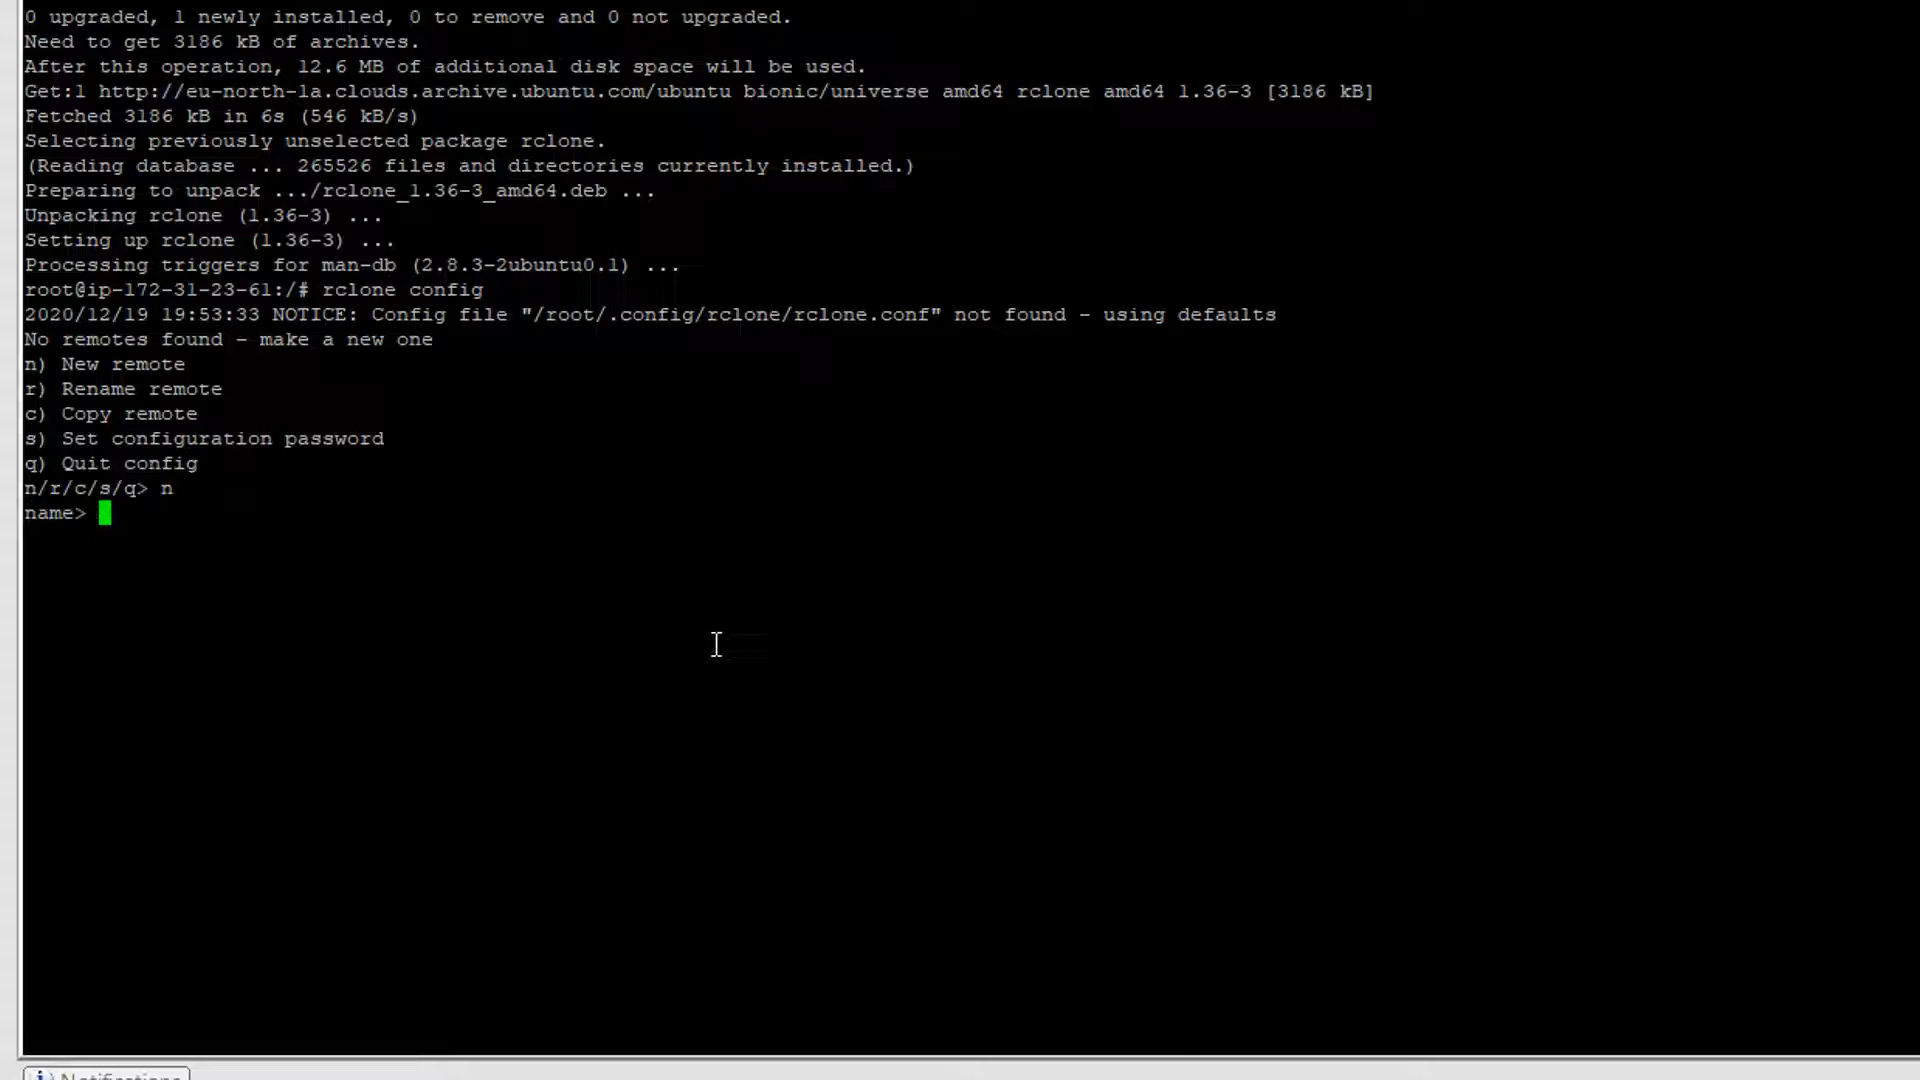 0 upgraded, 1 newly installed, 0 to remove and 0 not upgraded.
Need to get 3186 kB of archives.
After this operation, 12.6 MB of additional disk space will be used.
Get:1 http://eu-north-1a.clouds.archive.ubuntu.com/ubuntu bionic/universe amd64 rclone amd64 1.36-3 [3186 kB]
Fetched 3186 kB in 6s (546 kB/s)
Selecting previously unselected package rclone.
(Reading database ... 265526 files and directories currently installed.)
Preparing to unpack .../rclone_1.36-3_amd64.deb ...
Unpacking rclone (1.36-3) ...
Setting up rclone (1.36-3) ...
Processing triggers for man-db (2.8.3-2ubuntu0.1) ...
root@ip-172-31-23-61:/# rclone config
2020/12/19 19:53:33 NOTICE: Config file "/root/.config/rclone/rclone.conf" not found - using defaults
No remotes found - make a new one
n) New remote
r) Rename remote
c) Copy remote
s) Set configuration password
q) Quit config
n/r/c/s/q> n
name>
Notifications